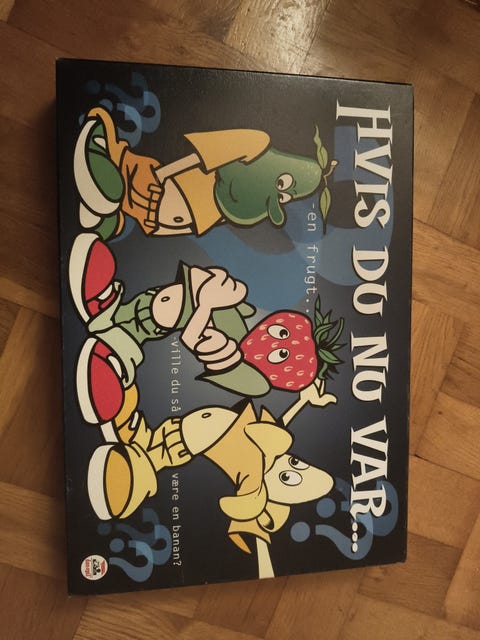 HVIS DU NU VAR...
-en frugt..
-ville du så være en banan?